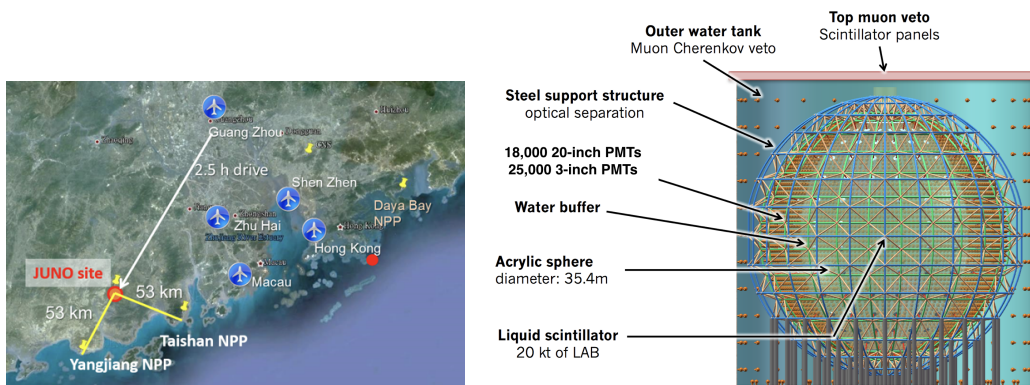 Guang Zhou
2.5 h drive
Shen Zhen
Daya Bay
NPP
Zhu Hai
Hong Kong
Macau
Macau
JUNO site
53 km
53 km
Taishan NPP
Yangjiang NPP
Top muon veto
Scintillator panels
Outer water tank
Muon Cherenkov veto
Steel support structure
optical separation
18,000 20-inch PMTs
25,000 3-inch PMTs
Water buffer
Acrylic sphere
diameter: 35.4m
Liquid scintillator
20 kt of LAB